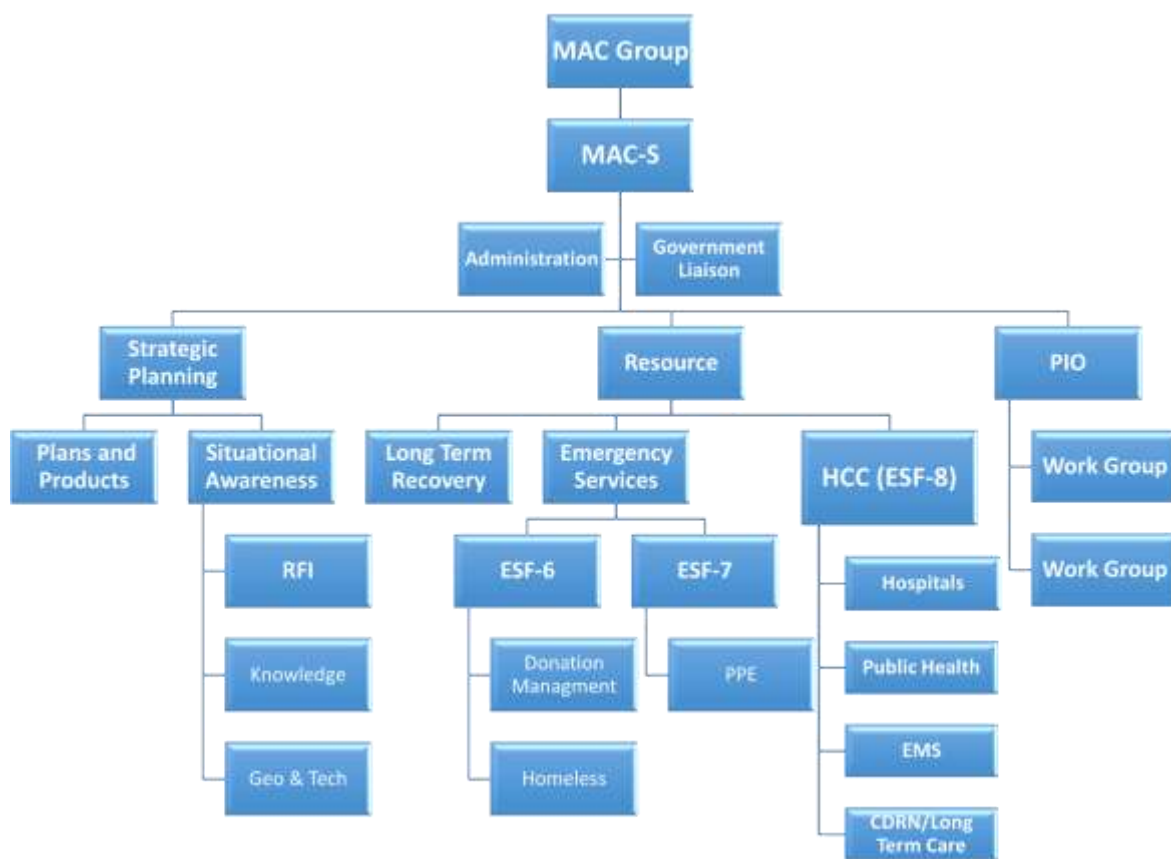 MAC Group
MAC-S
Administration
Government
Liaison
Strategic
Planning
Resource
PIO
Plans and
Products
Situational
Awareness
Long Term
Recovery
Emergency
Services
HCC (ESF-8)
Work Group
RFI
ESF-6
ESF-7
Work Group
Hospitals
Knowledge
Donation
Managment
PPE
Public Health
EMS
Geo & Tech
Homeless
CDRN/Long
Term Care